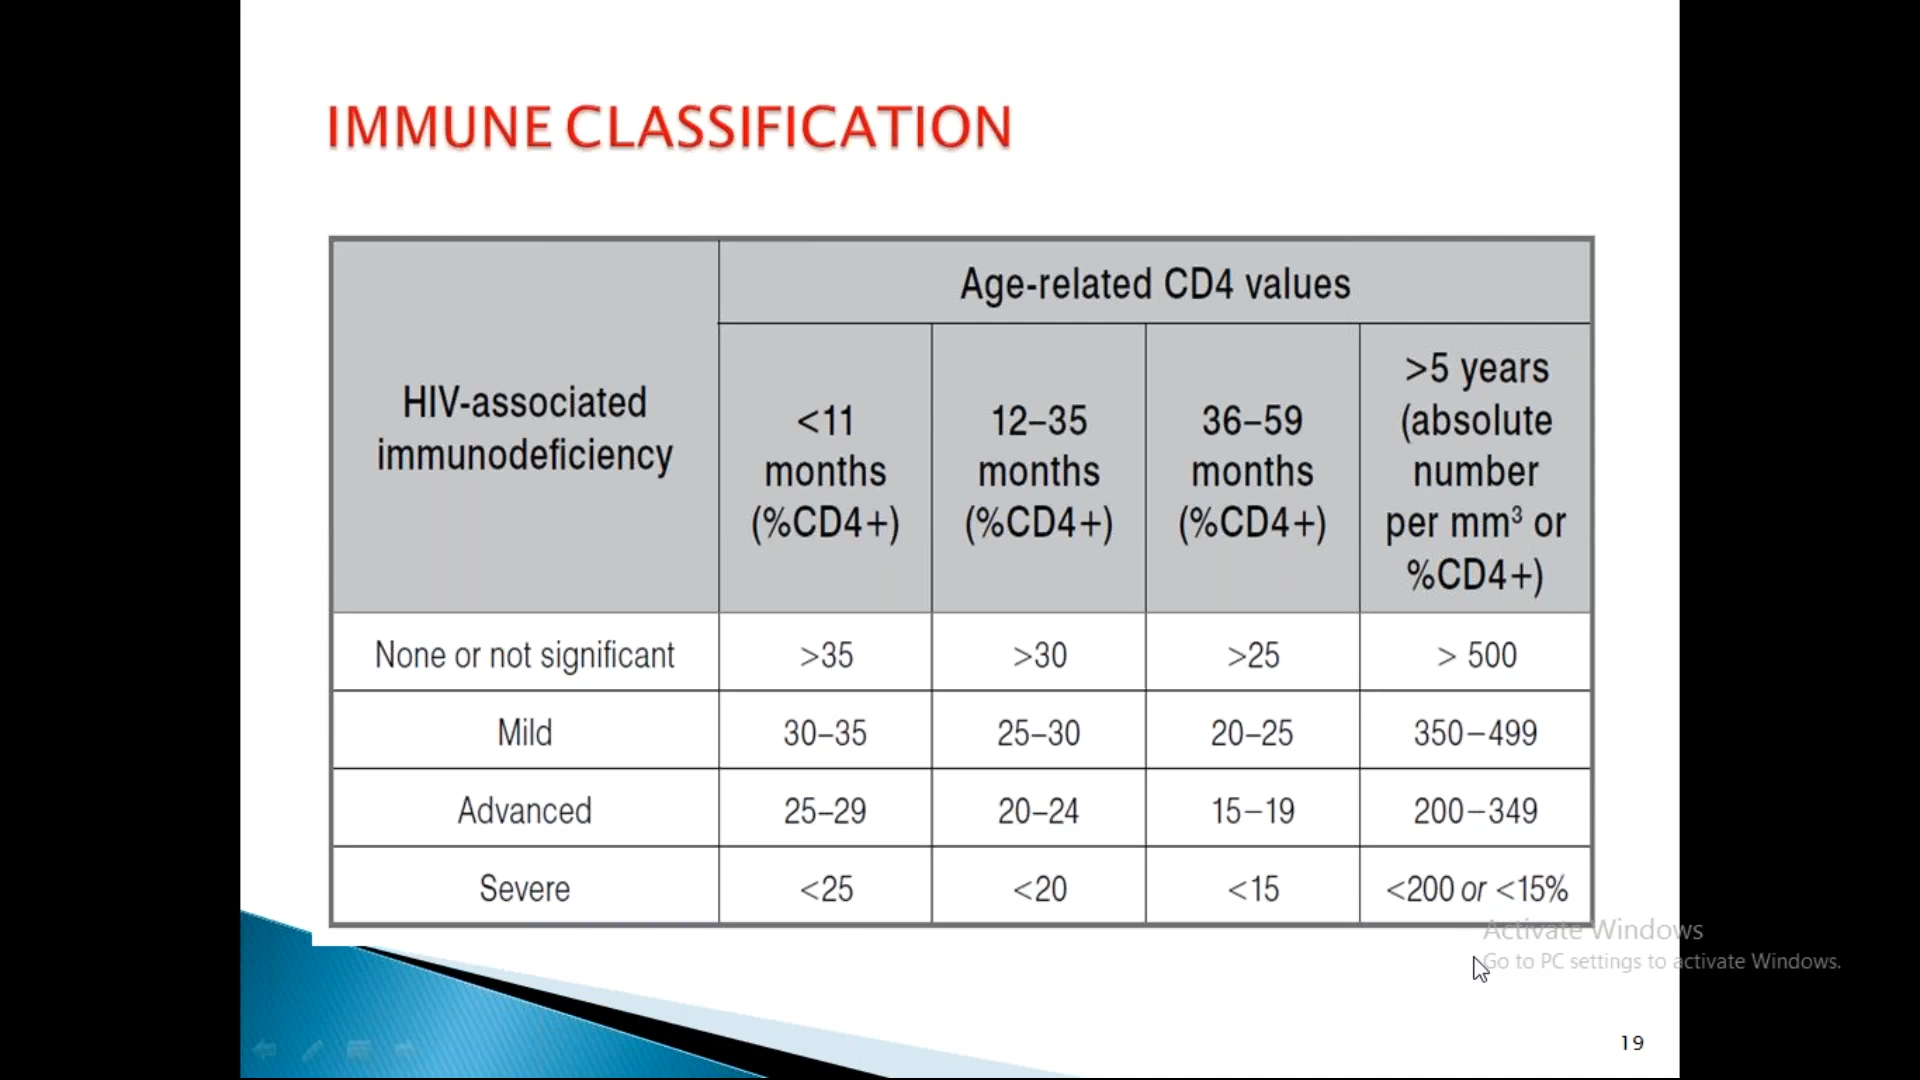 IMMUNE CLASSIFICATION
HIV-associated
immunodeficiency
Age-related CD4 values
<11
months
(%CD4+)
12–35
months
(%CD4+)
36–59
months
(%CD4+)
>5 years
(absolute
number
per mm³ or
%CD4+)
None or not significant >35 >30 >25 > 500
Mild 30–35 25–30 20–25 350–499
Advanced 25–29 20–24 15–19 200–349
Severe <25 <20 <15 <200 or <15%
Activate Windows
Go to PC settings to activate Windows.
19